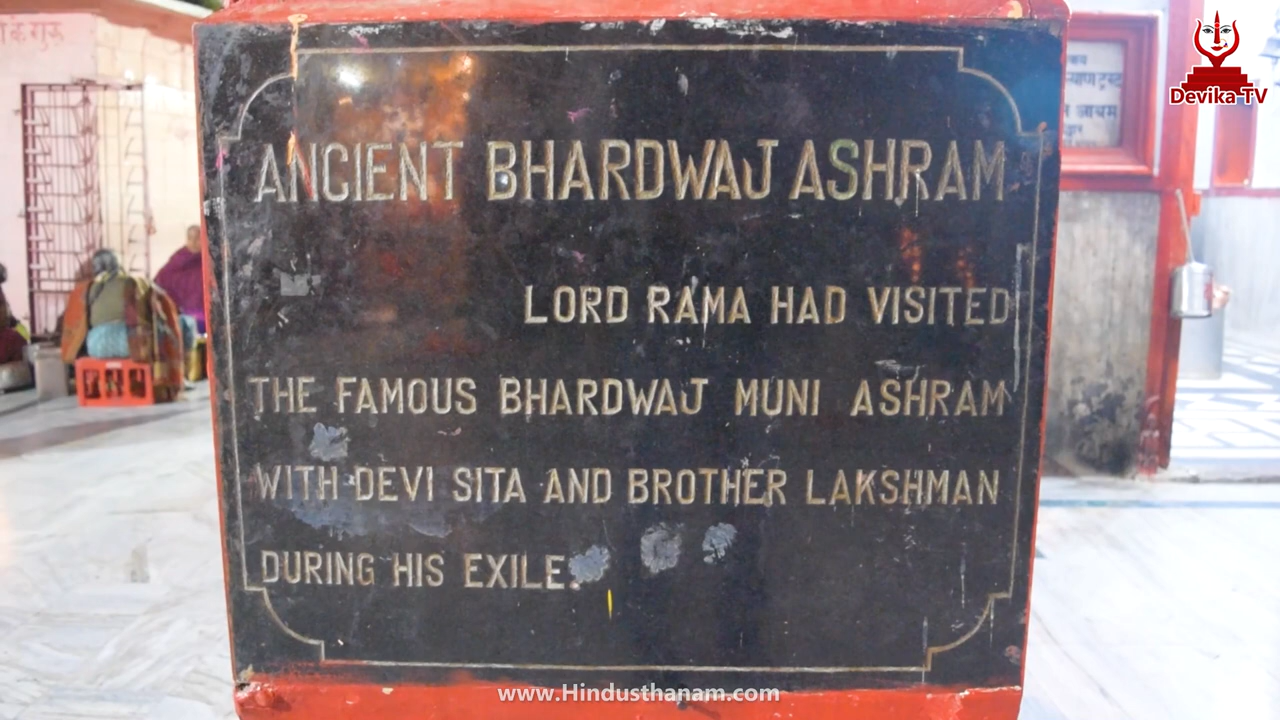 ANCIENT BHARDWAJ ASHRAM
LORD RAMA HAD VISITED
THE FAMOUS BHARDWAJ MUNI ASHRAM
WITH DEVI SITA AND BROTHER LAKSHMAN
DURING HIS EXILE.
Devika TV
www.Hindusthanam.com